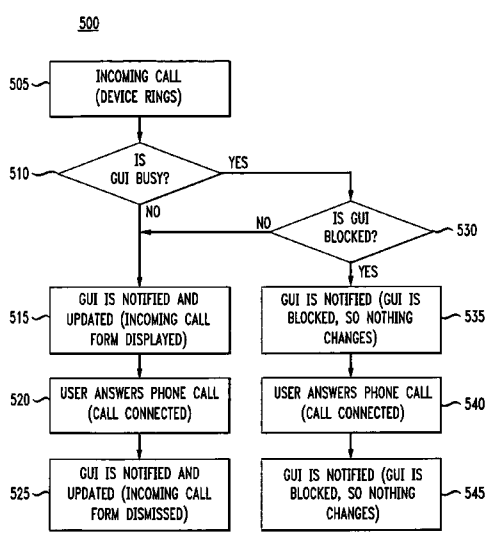 500
505
INCOMING CALL
(DEVICE RINGS)
510
IS
GUI BUSY?
YES
NO
NO
IS GUI
BLOCKED?
530
YES
515
GUI IS NOTIFIED AND
UPDATED (INCOMING CALL
FORM DISPLAYED)
GUI IS NOTIFIED (GUI IS
BLOCKED, SO NOTHING
CHANGES)
535
520
USER ANSWERS PHONE CALL
(CALL CONNECTED)
USER ANSWERS PHONE CALL
(CALL CONNECTED)
540
525
GUI IS NOTIFIED AND
UPDATED (INCOMING CALL
FORM DISMISSED)
GUI IS NOTIFIED (GUI IS
BLOCKED, SO NOTHING
CHANGES)
545